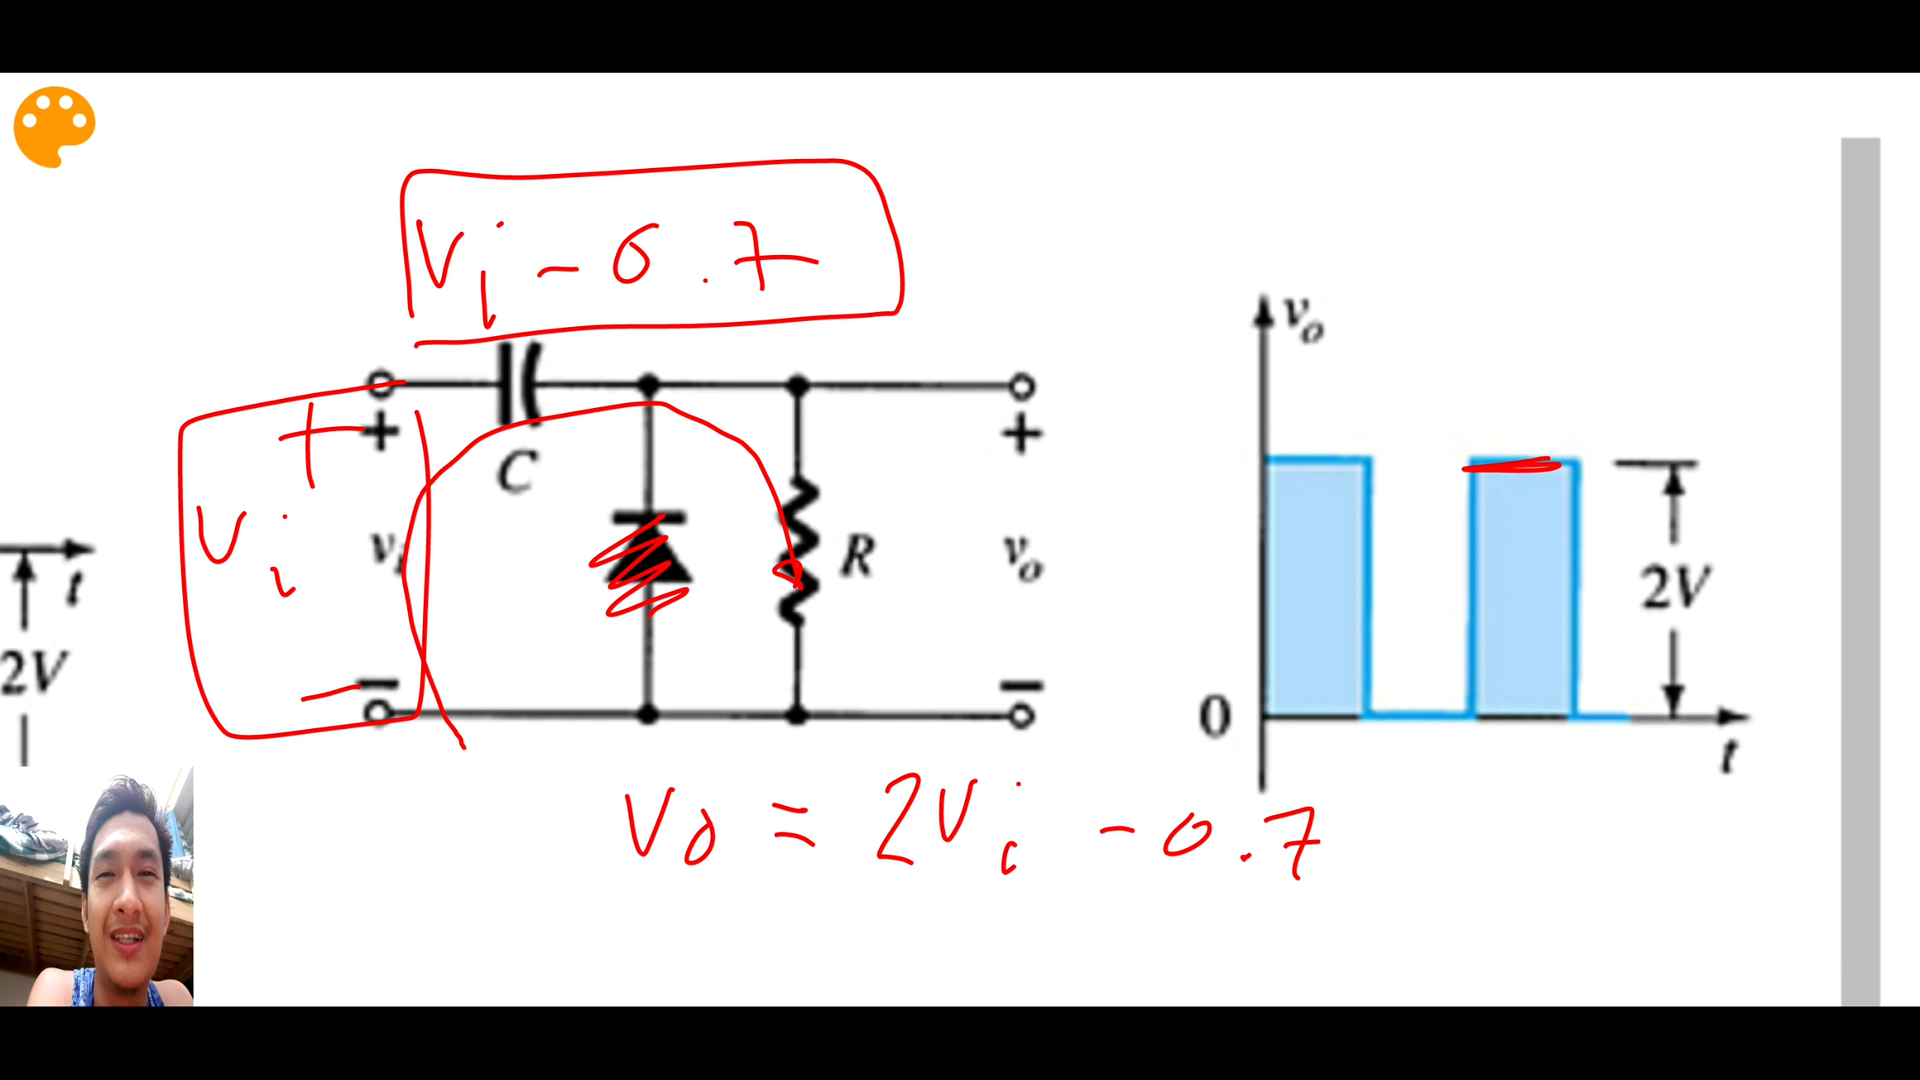 Vi - 0.7
+ +
C
Vi
vi
R
+
vo
- -
-
vo
2V
0
t
t
2V
Vo = 2Vi - 0.7